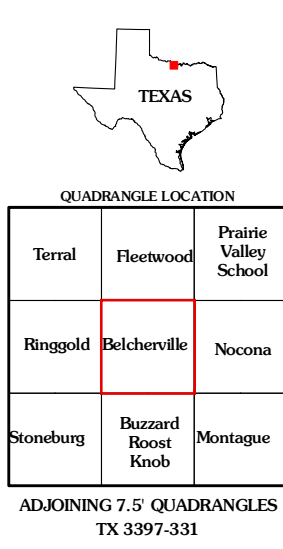 TEXAS
QUADRANGLE LOCATION
Terral
Fleetwood
Prairie
Valley
School
Ringgold
Belcherville
Nocona
Stoneburg
Buzzard
Roost
Knob
Montague
ADJOINING 7.5' QUADRANGLES
TX 3397-331